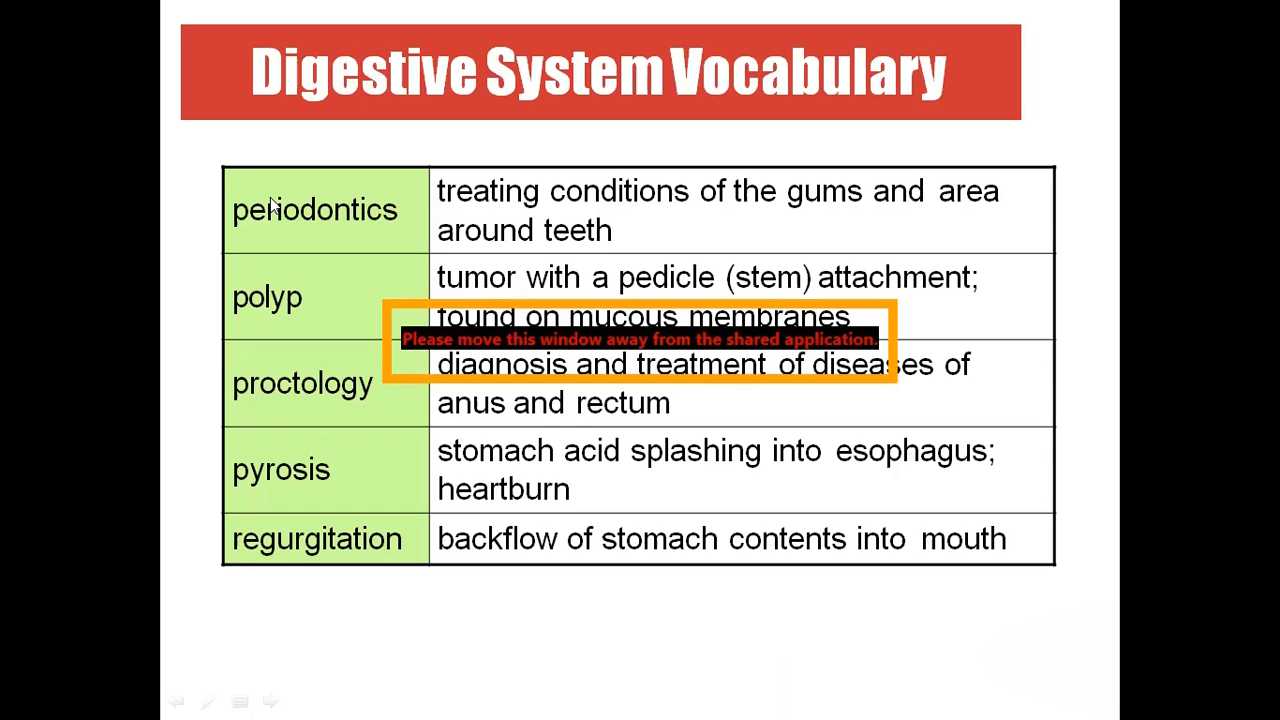 Digestive System Vocabulary
periodontics
treating conditions of the gums and area
around teeth
polyp
tumor with a pedicle (stem) attachment;
found on mucous membranes
Please move this window away from the shared application.
proctology
diagnosis and treatment of diseases of
anus and rectum
pyrosis
stomach acid splashing into esophagus;
heartburn
regurgitation
backflow of stomach contents into mouth